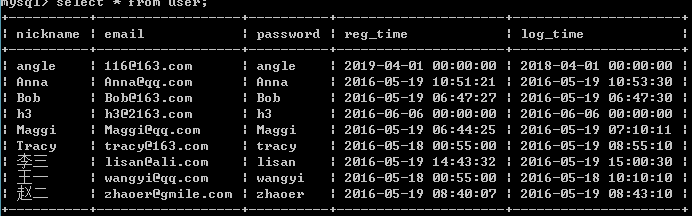 mysql> select * from user;
+----------+------------------+----------+---------------------+---------------------+
| nickname | email | password | reg_time | log_time |
+----------+------------------+----------+---------------------+---------------------+
| angle | 116@163.com | angle | 2019-04-01 00:00:00 | 2018-04-01 00:00:00 |
| Anna | Anna@qq.com | Anna | 2016-05-19 10:51:21 | 2016-05-19 10:53:30 |
| Bob | Bob@163.com | Bob | 2016-05-19 06:47:27 | 2016-05-19 06:47:30 |
| h3 | h3@2163.com | h3 | 2016-06-06 00:00:00 | 2016-06-06 00:00:00 |
| Maggi | Maggi@qq.com | Maggi | 2016-05-19 06:44:25 | 2016-05-19 07:10:11 |
| Tracy | tracy@163.com | Tracy | 2016-05-18 00:55:00 | 2016-05-19 08:55:10 |
| 李三 | lisan@ali.com | lisan | 2016-05-19 14:43:32 | 2016-05-19 15:00:30 |
| 王一 | wangyi@qq.com | wangyi | 2016-05-18 00:55:00 | 2016-05-18 10:10:10 |
| 赵二 | zhaoer@gmile.com | zhaoer | 2016-05-19 08:40:07 | 2016-05-19 08:43:10 |
+----------+------------------+----------+---------------------+---------------------+